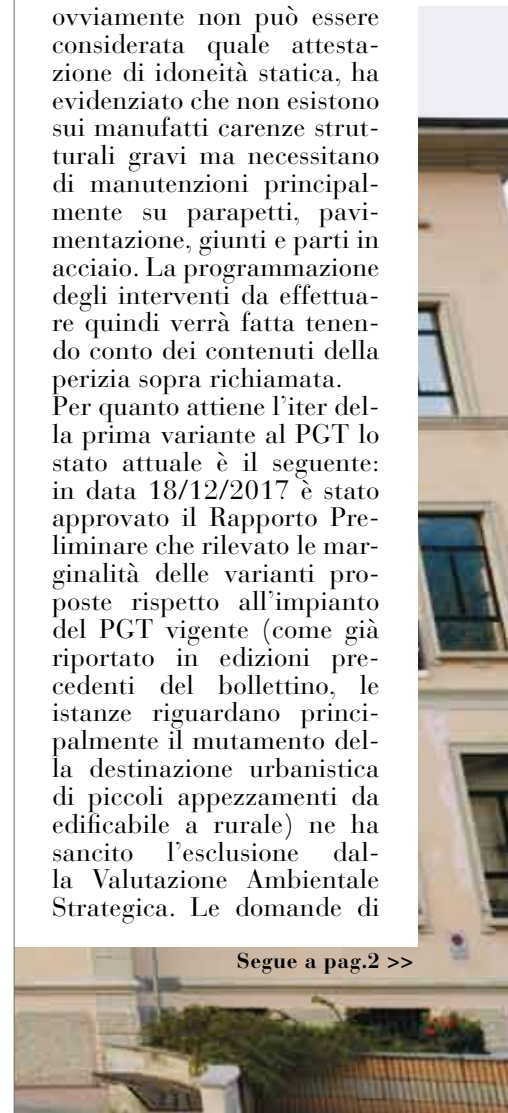 ovviamente non può essere
considerata quale attesta-
zione di idoneità statica, ha
evidenziato che non esistono
sui manufatti carenze strut-
turali gravi ma necessitano
di manutenzioni principal-
mente su parapetti, pavi-
mentazione, giunti e parti in
acciaio. La programmazione
degli interventi da effettua-
re quindi verrà fatta tenen-
do conto dei contenuti della
perizia sopra richiamata.
Per quanto attiene l'iter del-
la prima variante al PGT lo
stato attuale è il seguente:
in data 18/12/2017 è stato
approvato il Rapporto Pre-
liminare che rilevato le mar-
ginalità delle varianti pro-
poste rispetto all'impianto
del PGT vigente (come già
riportato in edizioni pre-
cedenti del bollettino, le
istanze riguardano princi-
palmente il mutamento del-
la destinazione urbanistica
di piccoli appezzamenti da
edificabile a rurale) ne ha
sancito l'esclusione dal-
la Valutazione Ambientale
Strategica. Le domande di
Segue a pag.2 >>